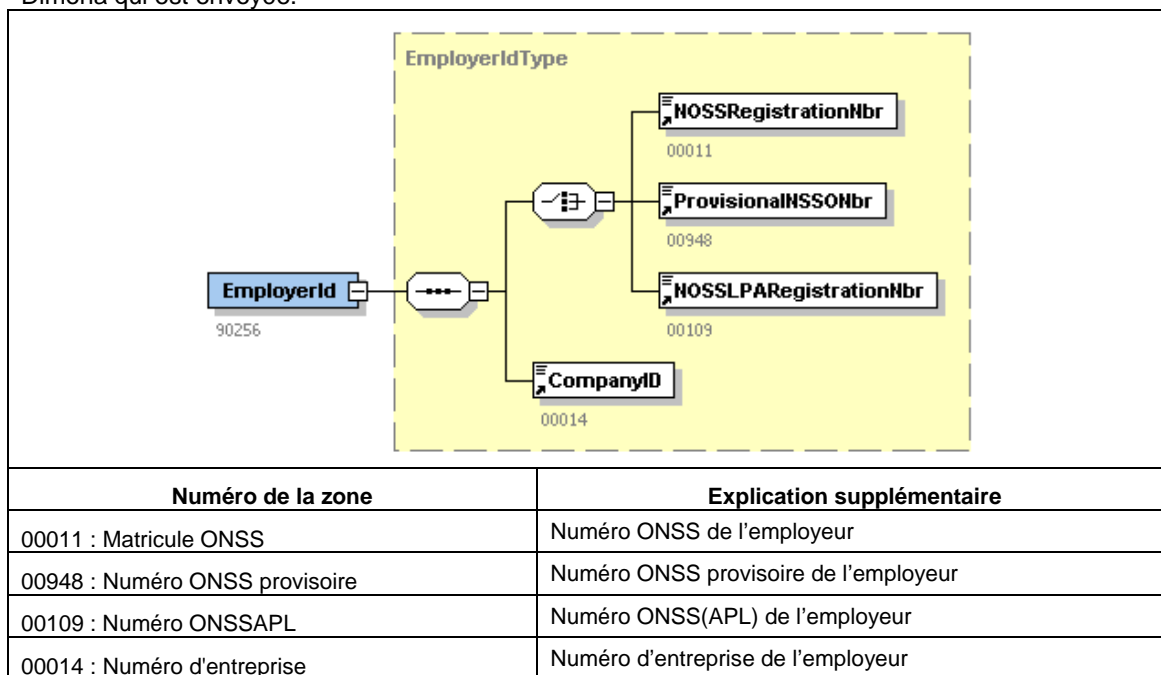 Dimona qui est envoyée.
EmployerIdType
NOSSRegistrationNbr
00011
ProvisionalNSSONbr
00948
EmployerId
90256
NOSSLPARegistrationNbr
00109
CompanyID
00014
Numéro de la zone Explication supplémentaire
00011 : Matricule ONSS Numéro ONSS de l’employeur
00948 : Numéro ONSS provisoire Numéro ONSS provisoire de l’employeur
00109 : Numéro ONSSAPL Numéro ONSS(APL) de l’employeur
00014 : Numéro d'entreprise Numéro d’entreprise de l’employeur